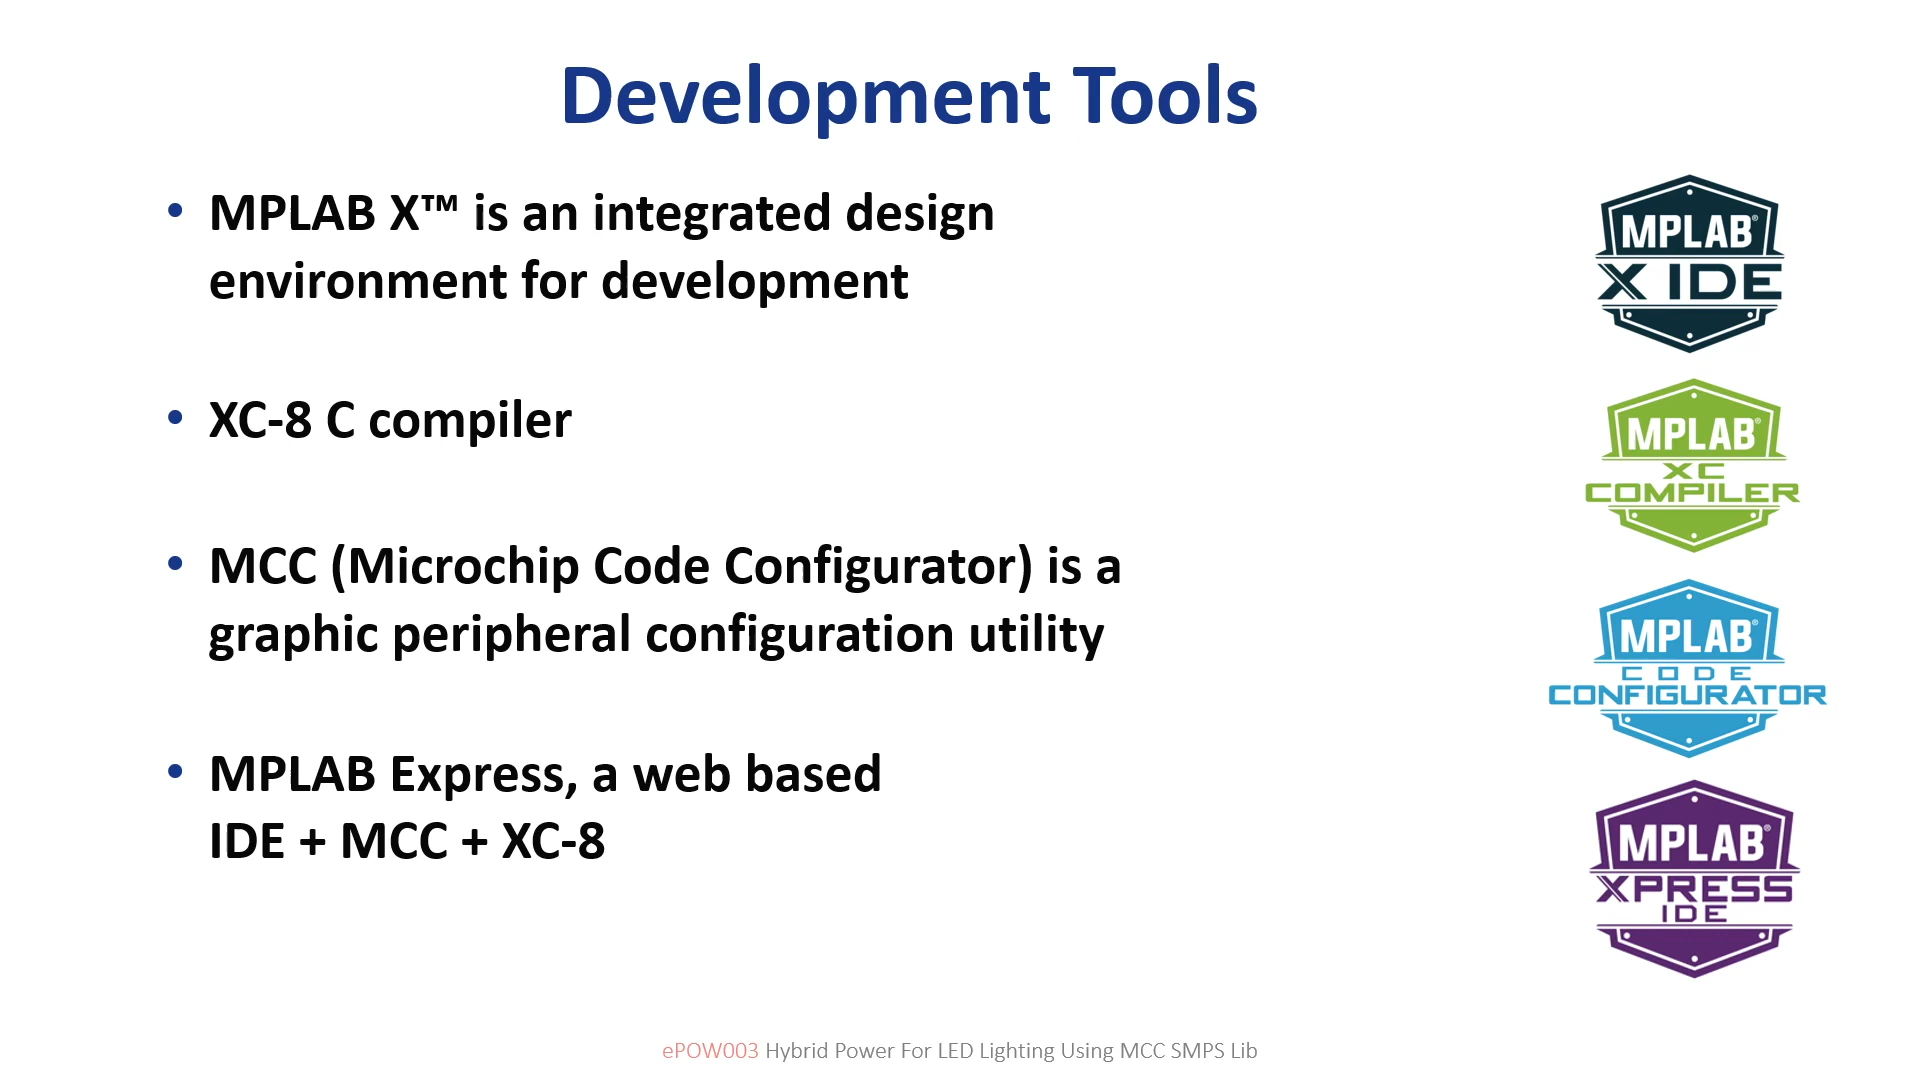 Development Tools
• MPLAB X™ is an integrated design
environment for development
• XC-8 C compiler
• MCC (Microchip Code Configurator) is a
graphic peripheral configuration utility
• MPLAB Express, a web based
IDE + MCC + XC-8
MPLAB®
X IDE
MPLAB®
XC
COMPILER
MPLAB®
CODE
CONFIGURATOR
MPLAB®
XPRESS
IDE
ePOW003 Hybrid Power For LED Lighting Using MCC SMPS Lib